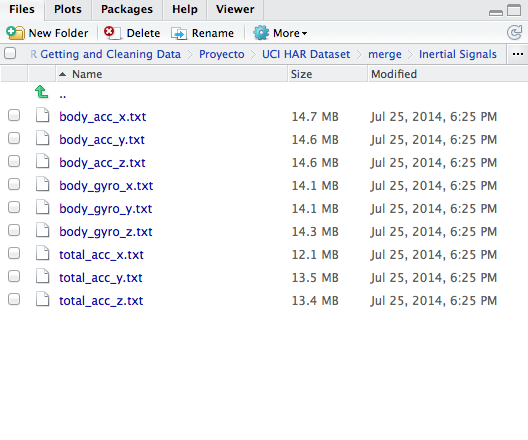 Files Plots Packages Help Viewer
New Folder Delete Rename More
R Getting and Cleaning Data Proyecto UCI HAR Dataset merge Inertial Signals ...
Name Size Modified
..
body_acc_x.txt 14.7 MB Jul 25, 2014, 6:25 PM
body_acc_y.txt 14.6 MB Jul 25, 2014, 6:25 PM
body_acc_z.txt 14.6 MB Jul 25, 2014, 6:25 PM
body_gyro_x.txt 14.1 MB Jul 25, 2014, 6:25 PM
body_gyro_y.txt 14.1 MB Jul 25, 2014, 6:25 PM
body_gyro_z.txt 14.3 MB Jul 25, 2014, 6:25 PM
total_acc_x.txt 12.1 MB Jul 25, 2014, 6:25 PM
total_acc_y.txt 13.5 MB Jul 25, 2014, 6:25 PM
total_acc_z.txt 13.4 MB Jul 25, 2014, 6:25 PM